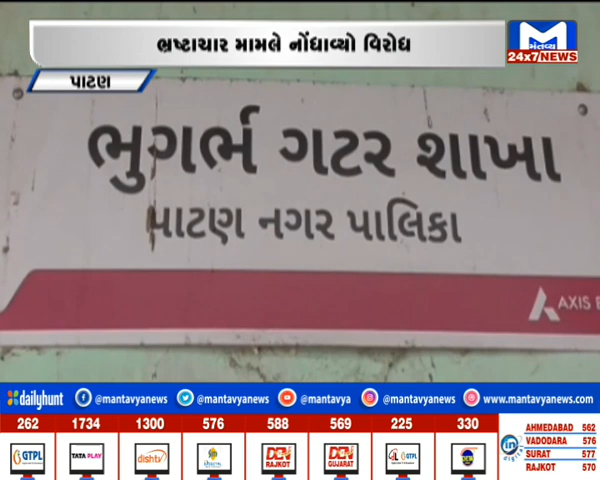 ભ્રષ્ટાચાર મામલે નોંધાવ્યો વિરોધ
મંતવ્ય
24x7NEWS
પાટણ
ભુગર્ભ ગટર શાખા
પાટણ નગર પાલિકા
AXIS B
dailyhunt @mantavyanews @mantavyanews @mantavya @mantavyanews www.mantavyanews.com
262 1734 1300 576 588 569 225 330
GTPL TATA PLAY dishtv DEN RAJKOT DEN GUJARAT GTPL
in digital
AHMEDABAD 562
VADODARA 576
SURAT 577
RAJKOT 570